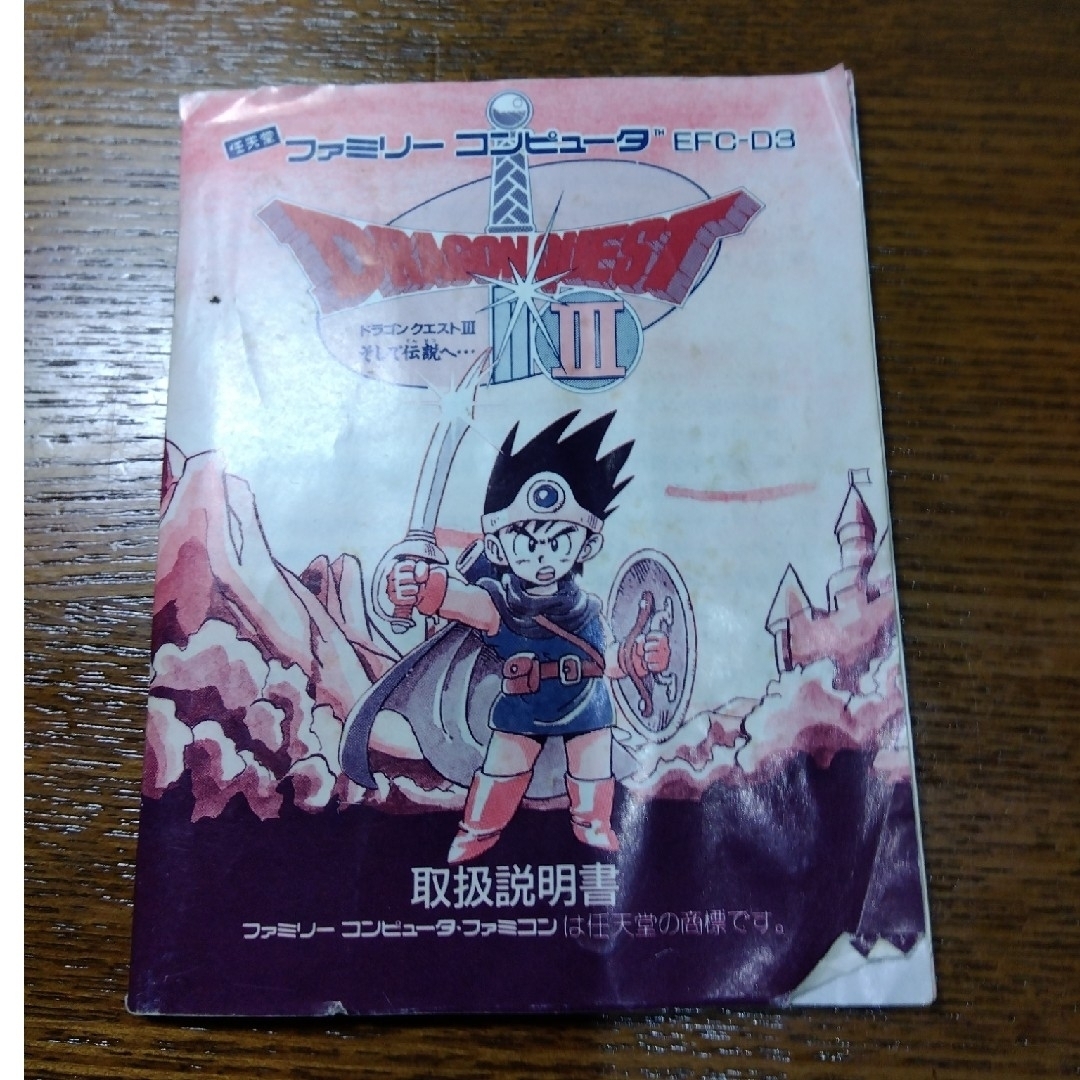 任天堂 ファミリー コンピュータ™ EFC-D3
DRAGON QUEST
III
ドラゴンクエストIII
そして伝説へ…
取扱説明書
ファミリー コンピュータ・ファミコン は任天堂の商標です。